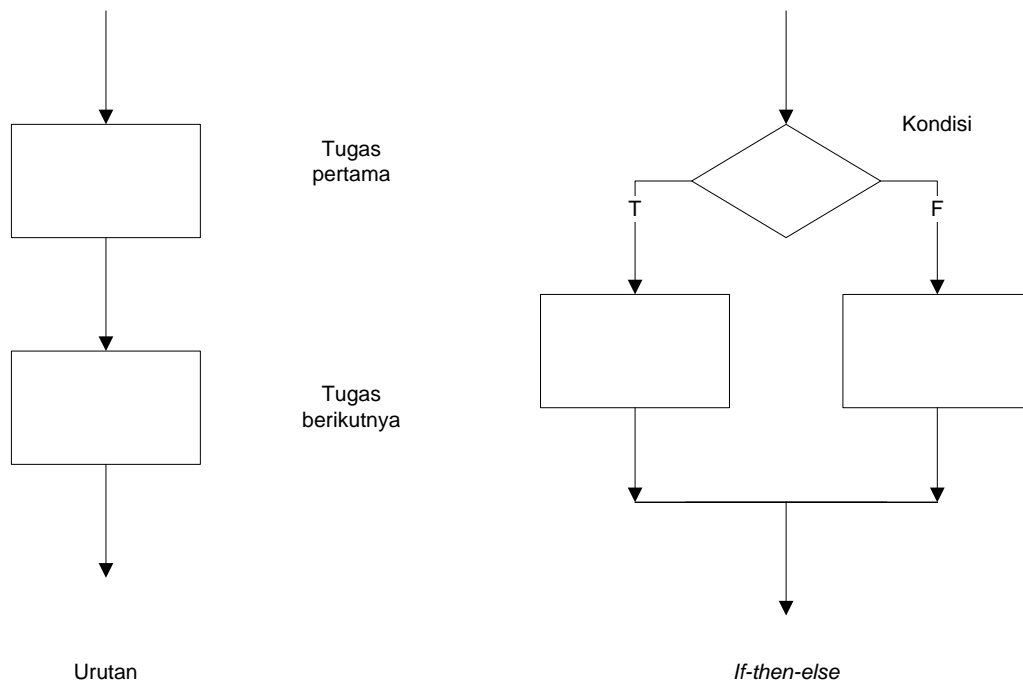 Tugas
pertama
Kondisi
T
F
Tugas
berikutnya
Urutan
If-then-else